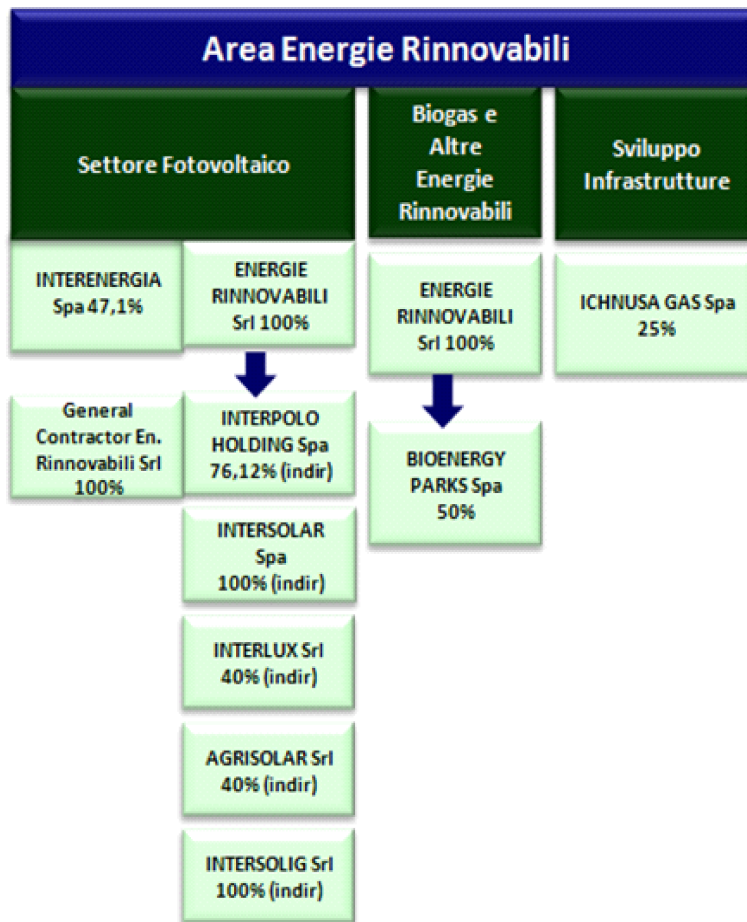 Area Energie Rinnovabili
Settore Fotovoltaico
Biogas e
Altre
Energie
Rinnovabili
Sviluppo
Infrastrutture
INTERENERGIA
Spa 47,1%
ENERGIE
RINNOVABILI
Srl 100%
ENERGIE
RINNOVABILI
Srl 100%
ICHNUSA GAS Spa
25%
General
Contractor En.
Rinnovabili Srl
100%
INTERPOLO
HOLDING Spa
76,12% (indir)
BIOENERGY
PARKS Spa
50%
INTERSOLAR
Spa
100% (indir)
INTERLUX Srl
40% (indir)
AGRISOLAR Srl
40% (indir)
INTERSOLIG Srl
100% (indir)